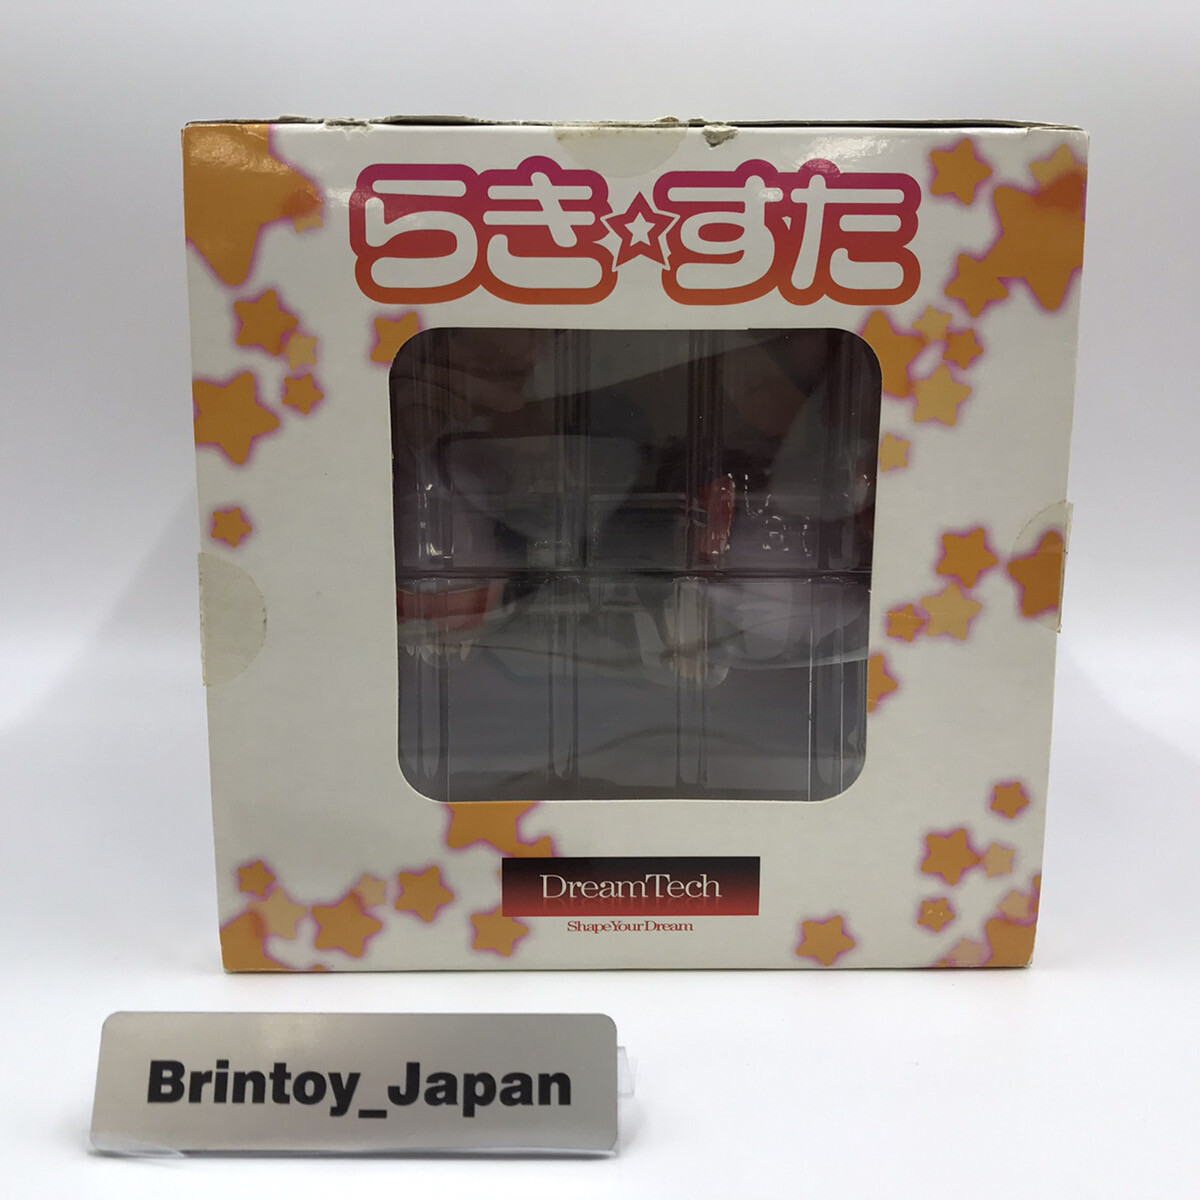 らき☆すた
DreamTech
ShapeYourDream
Brintoy_Japan